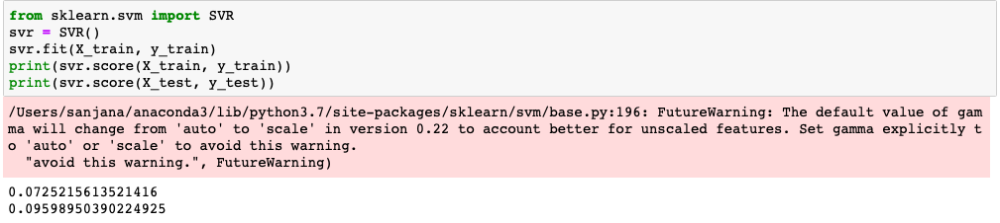 from sklearn.svm import SVR
svr = SVR()
svr.fit(X_train, y_train)
print(svr.score(X_train, y_train))
print(svr.score(X_test, y_test))
/Users/sanjana/anaconda3/lib/python3.7/site-packages/sklearn/svm/base.py:196: FutureWarning: The default value of gam
ma will change from 'auto' to 'scale' in version 0.22 to account better for unscaled features. Set gamma explicitly t
o 'auto' or 'scale' to avoid this warning.
  "avoid this warning.", FutureWarning)
0.0725215613521416
0.09598950390224925